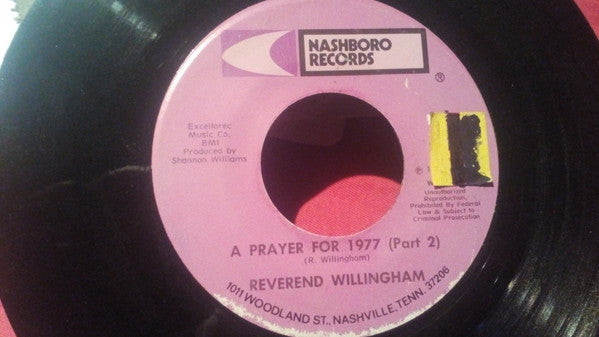 NASHBORO
RECORDS
®
Excellorec
Music Co.
BMI
Produced by
Shannon Williams
℗ 1
W
Unauthorized
Reproduction,
Prohibited By Federal
Law & Subject to
Criminal Prosecution
A PRAYER FOR 1977 (Part 2)
(R. Willingham)
REVEREND WILLINGHAM
1011 WOODLAND ST., NASHVILLE, TENN. 37206